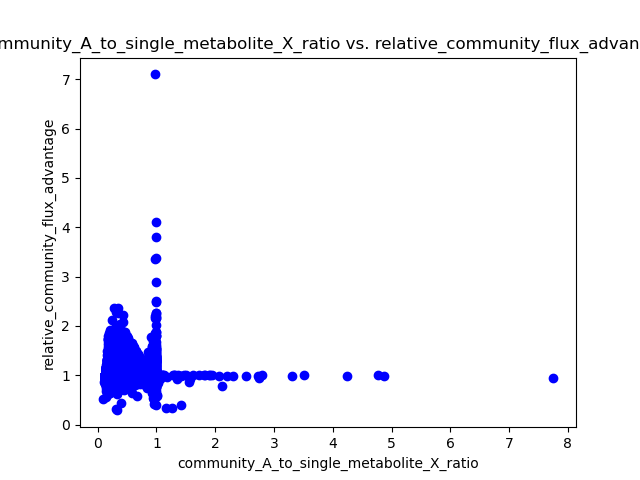 mmunity_A_to_single_metabolite_X_ratio vs. relative_community_flux_advan
7
6
5
4
3
2
1
0
relative_community_flux_advantage
0 1 2 3 4 5 6 7 8
community_A_to_single_metabolite_X_ratio